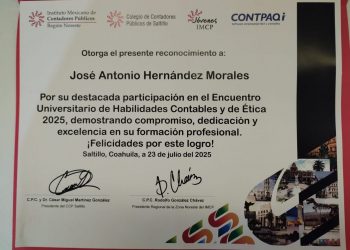 Instituto Mexicano de
Contadores Públicos
Región Noreste
Colegio de Contadores
Públicos de Saltillo
Jóvenes
IMCP
CONTPAQi
Otorga el presente reconocimiento a:
José Antonio Hernández Morales
Por su destacada participación en el Encuentro
Universitario de Habilidades Contables y de Ética
2025, demostrando compromiso, dedicación y
excelencia en su formación profesional.
¡Felicidades por este logro!
Saltillo, Coahuila, a 23 de julio del 2025
C.P.C. y Dr. César Miguel Martínez González
Presidente del CCP Saltillo
C.P.C. Rodolfo González Chávez
Presidente Regional de la Zona Noreste del IMCP